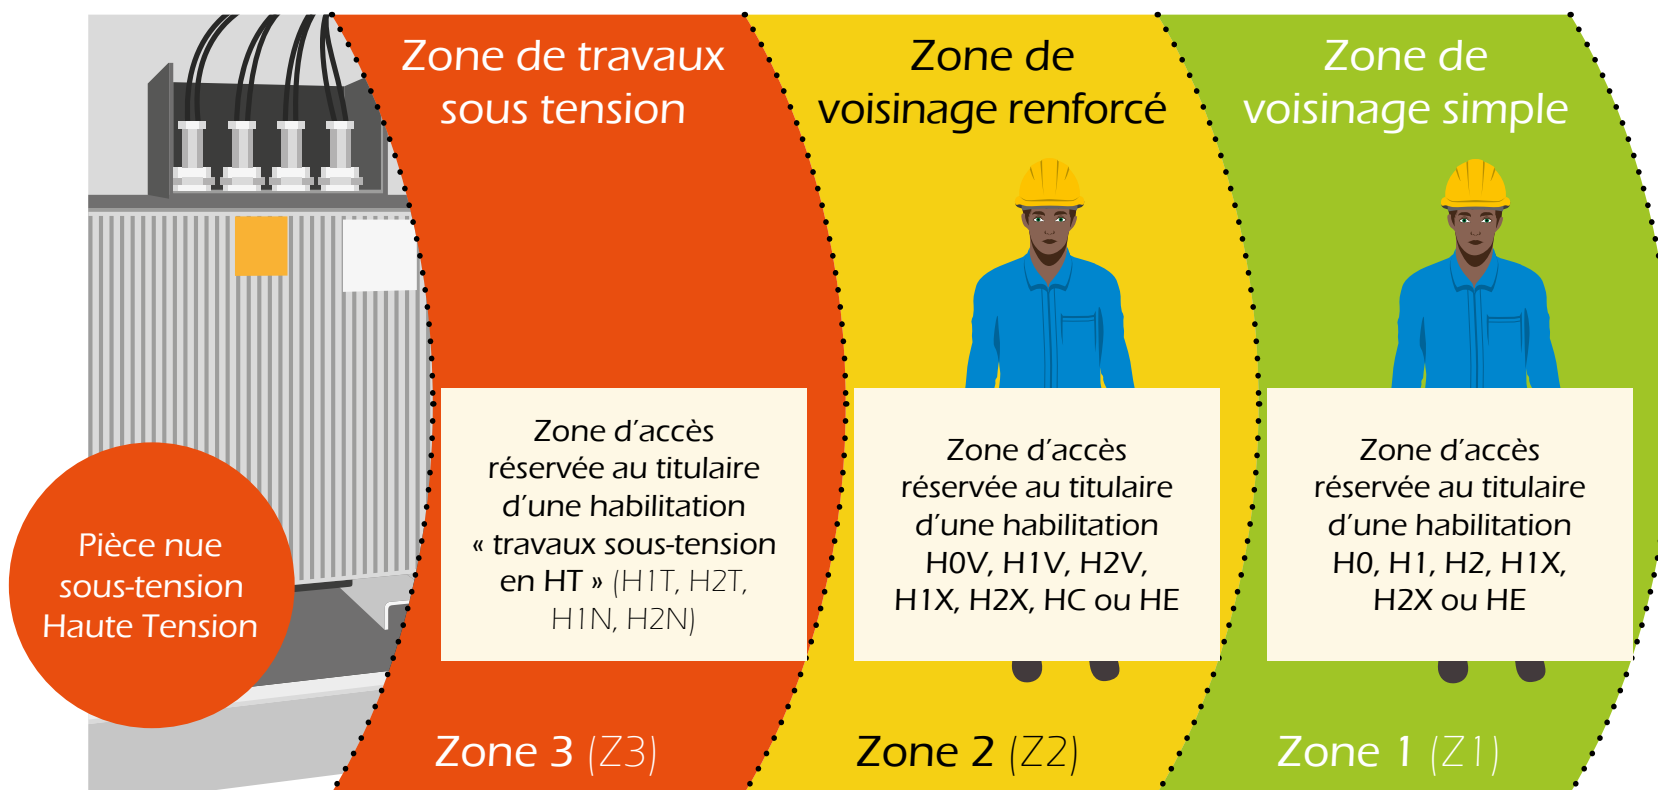 Pièce nue
sous-tension
Haute Tension
Zone de travaux
sous tension
Zone d’accès
réservée au titulaire
d’une habilitation
« travaux sous-tension
en HT » (H1T, H2T,
H1N, H2N)
Zone 3 (Z3)
Zone de
voisinage renforcé
Zone d’accès
réservée au titulaire
d’une habilitation
H0V, H1V, H2V,
H1X, H2X, HC ou HE
Zone 2 (Z2)
Zone de
voisinage simple
Zone d’accès
réservée au titulaire
d’une habilitation
H0, H1, H2, H1X,
H2X ou HE
Zone 1 (Z1)